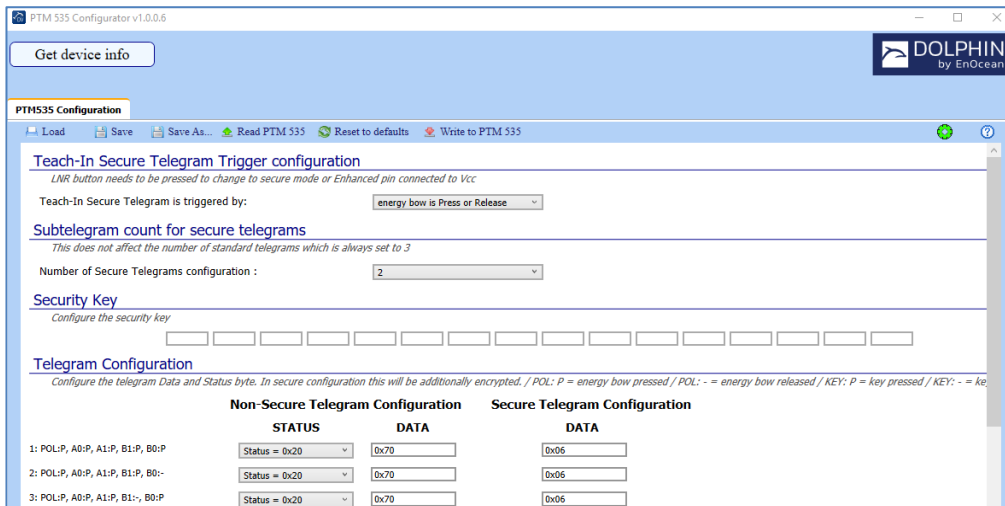 PTM 535 Configurator v1.0.0.6
Get device info
DOLPHIN
by EnOcean
PTM535 Configuration
Load Save Save As... Read PTM 535 Reset to defaults Write to PTM 535
Teach-In Secure Telegram Trigger configuration
LNR button needs to be pressed to change to secure mode or Enhanced pin connected to Vcc
Teach-In Secure Telegram is triggered by: energy bow is Press or Release
Subtelegram count for secure telegrams
This does not affect the number of standard telegrams which is always set to 3
Number of Secure Telegrams configuration : 2
Security Key
Configure the security key
Telegram Configuration
Configure the telegram Data and Status byte. In secure configuration this will be additionally encrypted. / POL: P = energy bow pressed / POL: - = energy bow released / KEY: P = key pressed / KEY: - = ke
Non-Secure Telegram Configuration Secure Telegram Configuration
STATUS DATA DATA
1: POL:P, A0:P, A1:P, B1:P, B0:P Status = 0x20 0x70 0x06
2: POL:P, A0:P, A1:P, B1:P, B0:- Status = 0x20 0x70 0x06
3: POL:P, A0:P, A1:P, B1:-, B0:P Status = 0x20 0x70 0x06